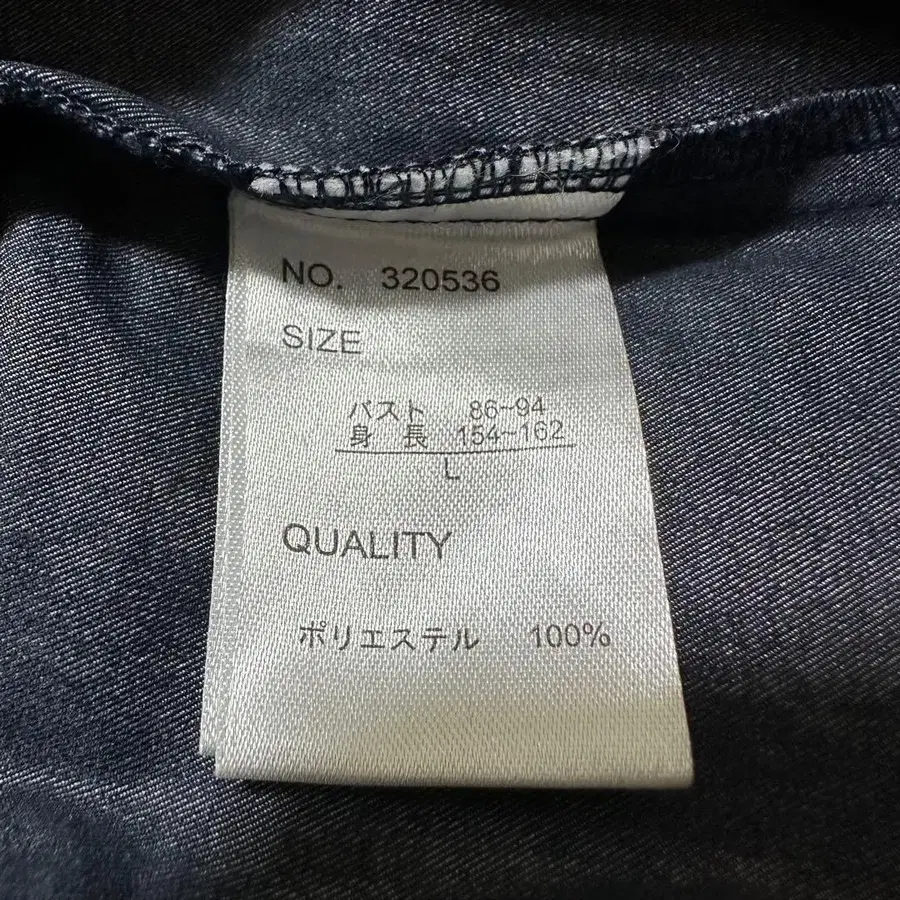 NO. 320536
SIZE
バスト 86~94
身 長 154~162
L
QUALITY
ポリエステル 100%